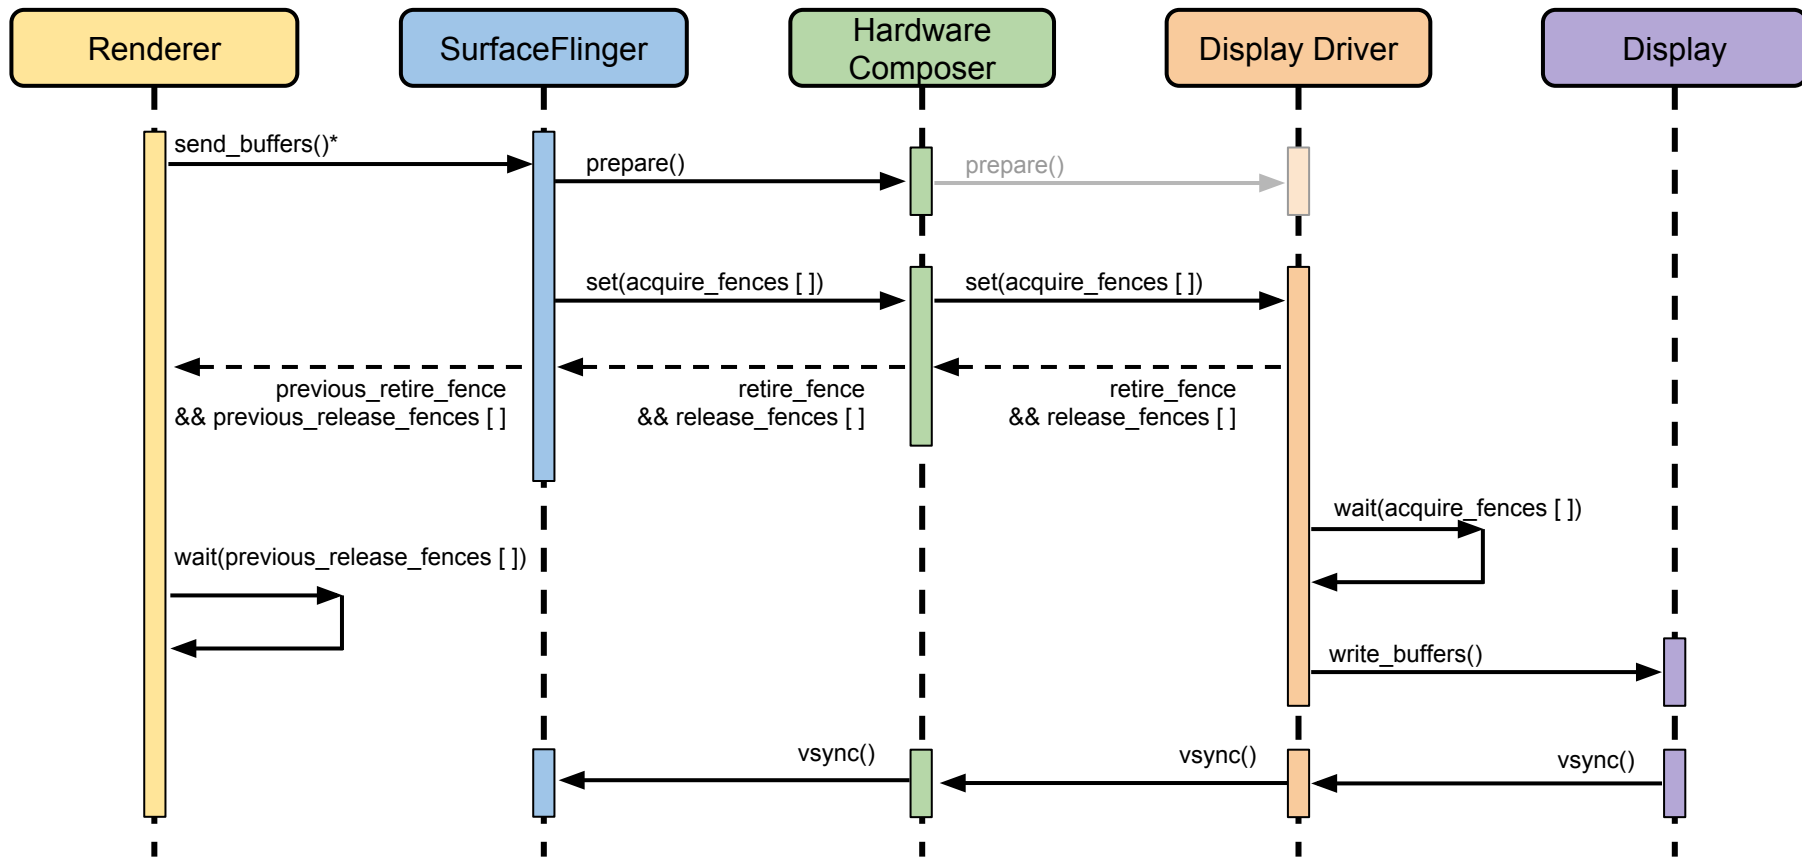 Renderer
SurfaceFlinger
Hardware
Composer
Display Driver
Display
send_buffers()*
prepare()
prepare()
set(acquire_fences [ ])
set(acquire_fences [ ])
previous_retire_fence
&& previous_release_fences [ ]
retire_fence
&& release_fences [ ]
retire_fence
&& release_fences [ ]
wait(acquire_fences [ ])
wait(previous_release_fences [ ])
write_buffers()
vsync()
vsync()
vsync()